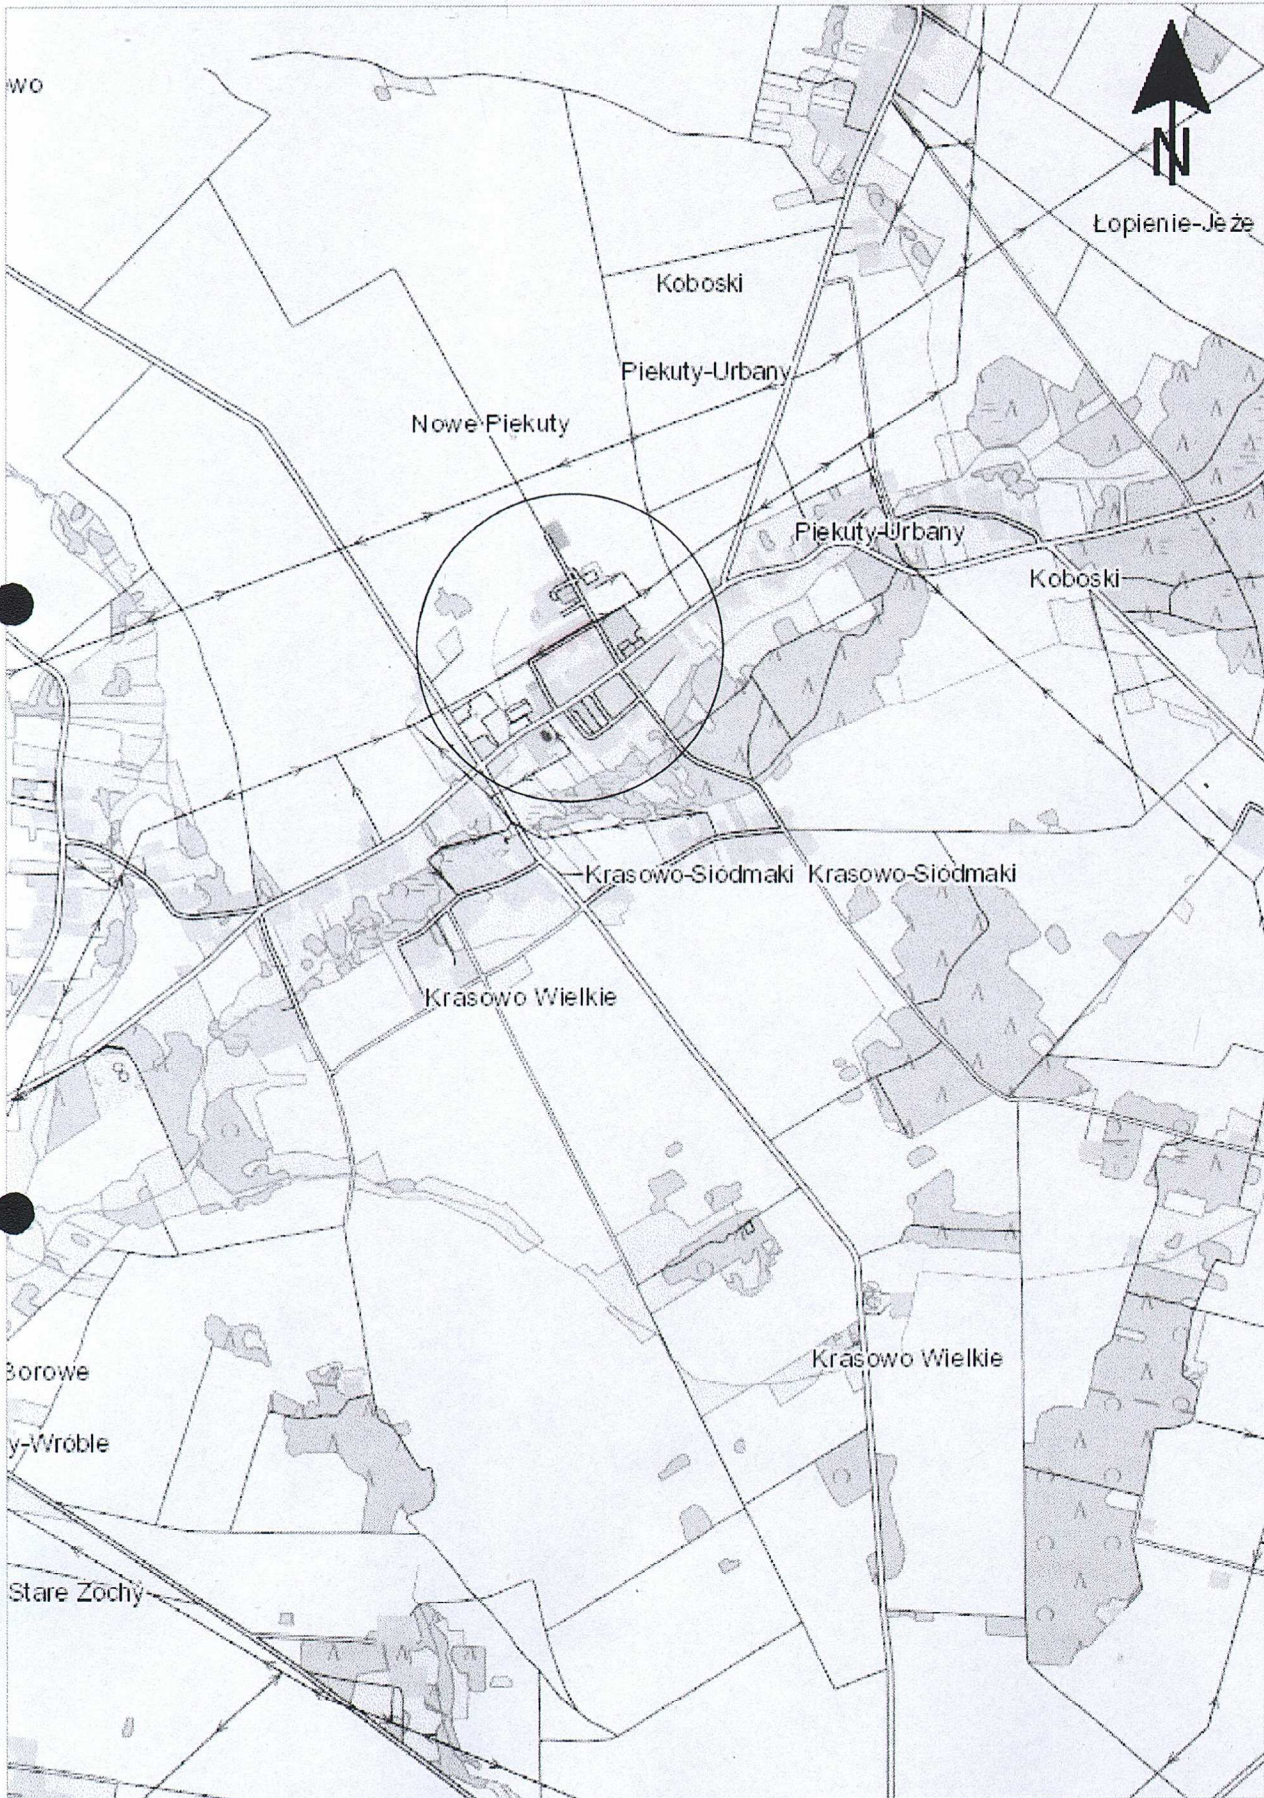 wo
N
Łopienie-Jeże
Koboski
Piekuty-Urbany
Nowe Piekuty
Piekuty-Urbany
Koboski
Krasowo-Siódmaki Krasowo-Siódmaki
Krasowo Wielkie
Krasowo Wielkie
Borowe
y-Wróble
Stare Zochy